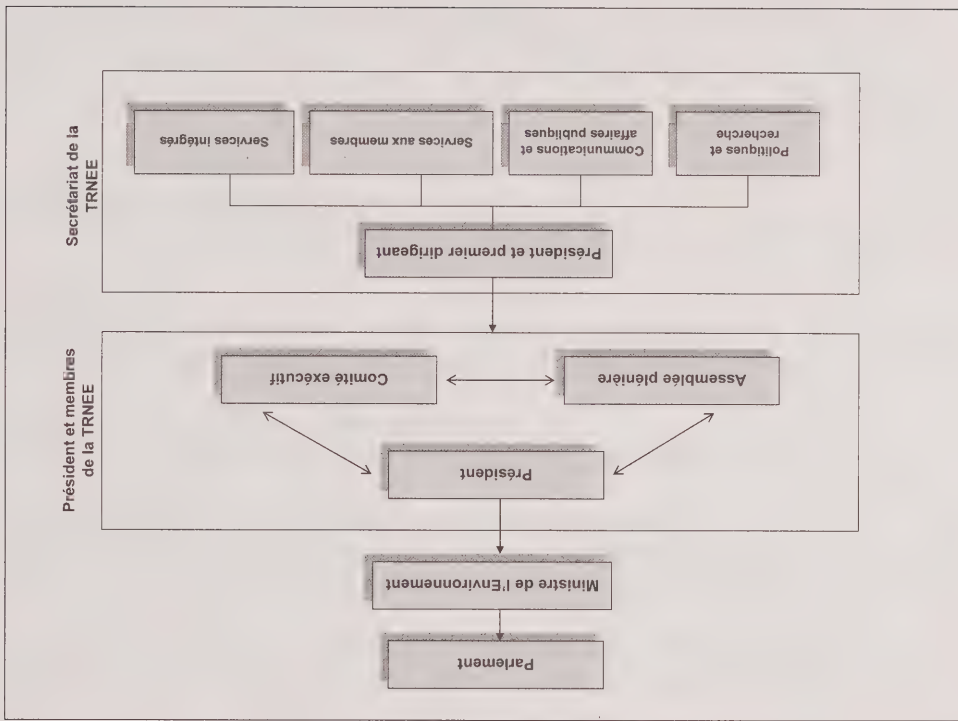 Parlement
Ministre de l'Environnement
Président et membres
de la TRNEE
Président
Assemblée plénière
Comité exécutif
Secrétariat de la
TRNEE
Président et premier dirigeant
Politiques et
recherche
Communications et
affaires publiques
Services aux membres
Services intégrés